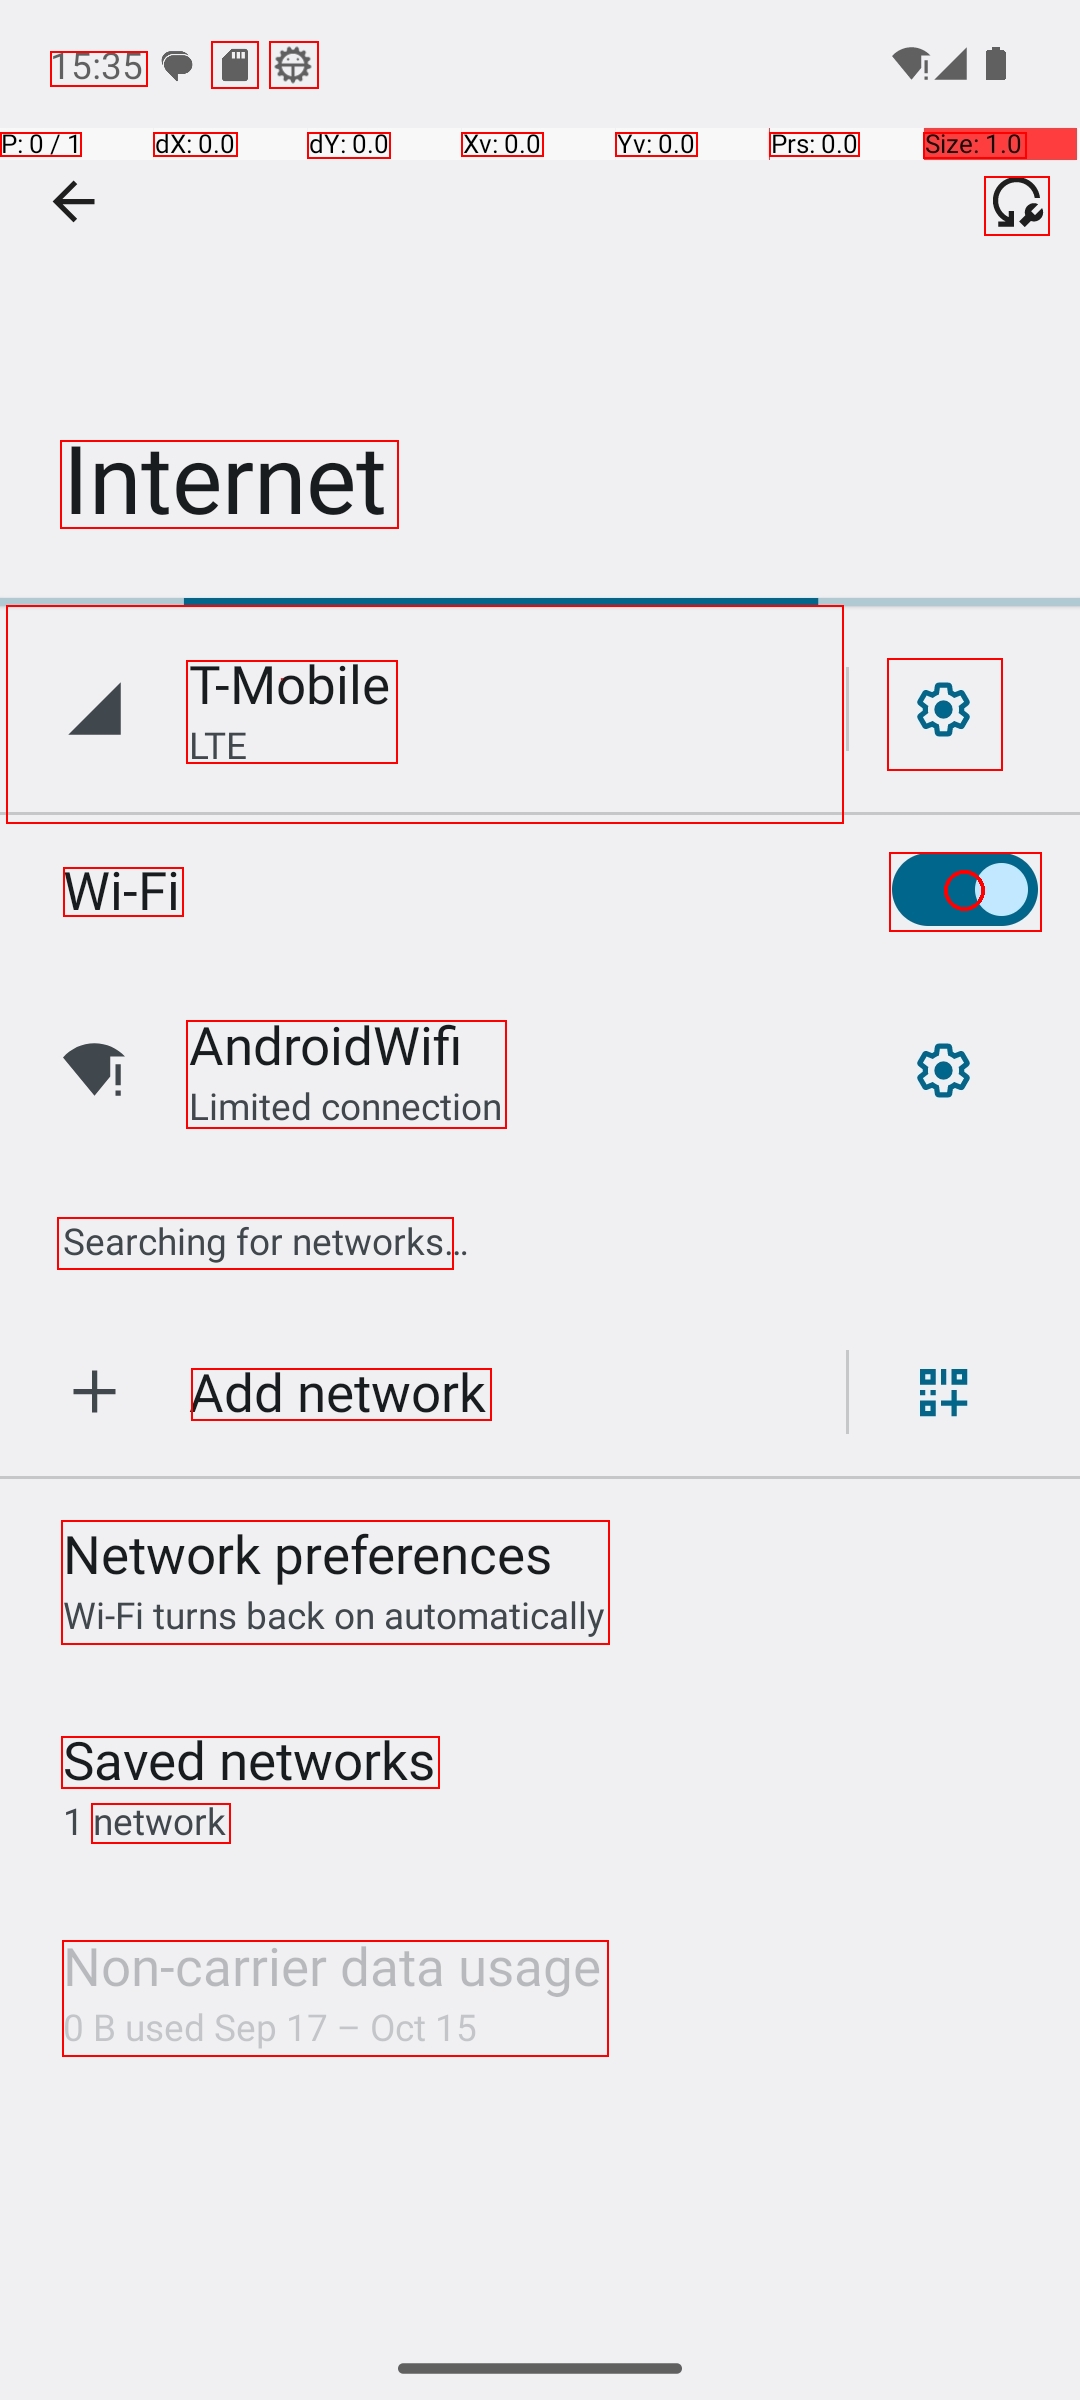 15:35
P: 0 / 1 dX: 0.0 dY: 0.0 Xv: 0.0 Yv: 0.0 Prs: 0.0 Size: 1.0
Internet
T-Mobile
LTE
Wi-Fi
AndroidWifi
Limited connection
Searching for networks…
Add network
Network preferences
Wi-Fi turns back on automatically
Saved networks
1 network
Non-carrier data usage
0 B used Sep 17 – Oct 15